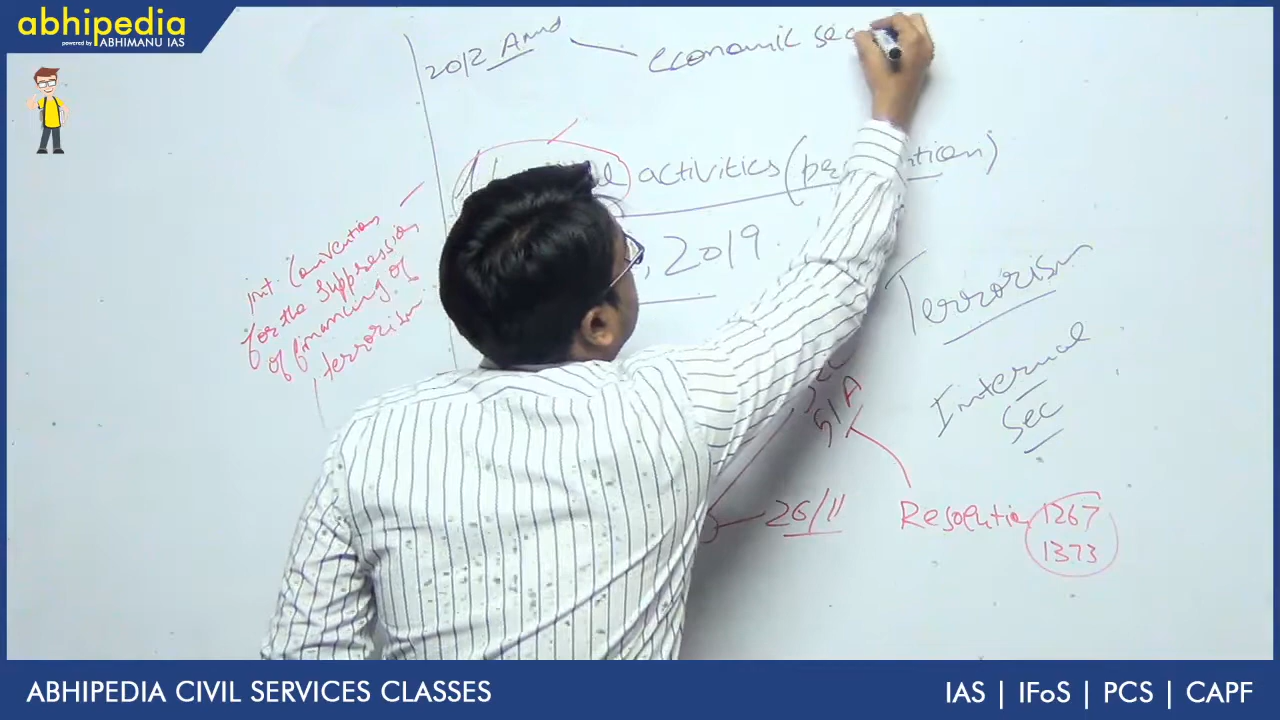 abhipedia
powered by ABHIMANU IAS
2012 Amd
economic sec
activities (
, 2019.
int. Convention
for the suppression
of financing of
terrorism
Terrorism
Internal
Sec
51 A
26/11
Resolution 1267
1373
ABHIPEDIA CIVIL SERVICES CLASSES
IAS | IFoS | PCS | CAPF